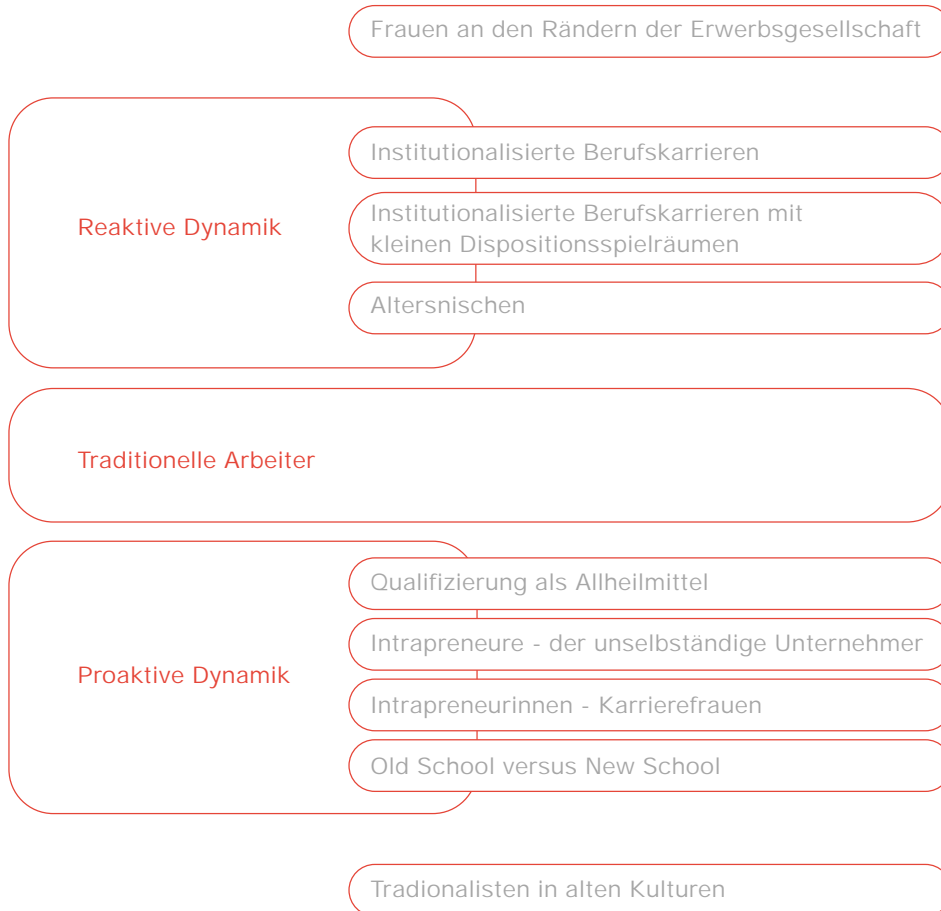 Frauen an den Rändern der Erwerbsgesellschaft
Reaktive Dynamik
Institutionalisierte Berufskarrieren
Institutionalisierte Berufskarrieren mit
kleinen Dispositionsspielräumen
Altersnischen
Traditionelle Arbeiter
Proaktive Dynamik
Qualifizierung als Allheilmittel
Intrapreneure - der unselbständige Unternehmer
Intrapreneurinnen - Karrierefrauen
Old School versus New School
Tradionalisten in alten Kulturen